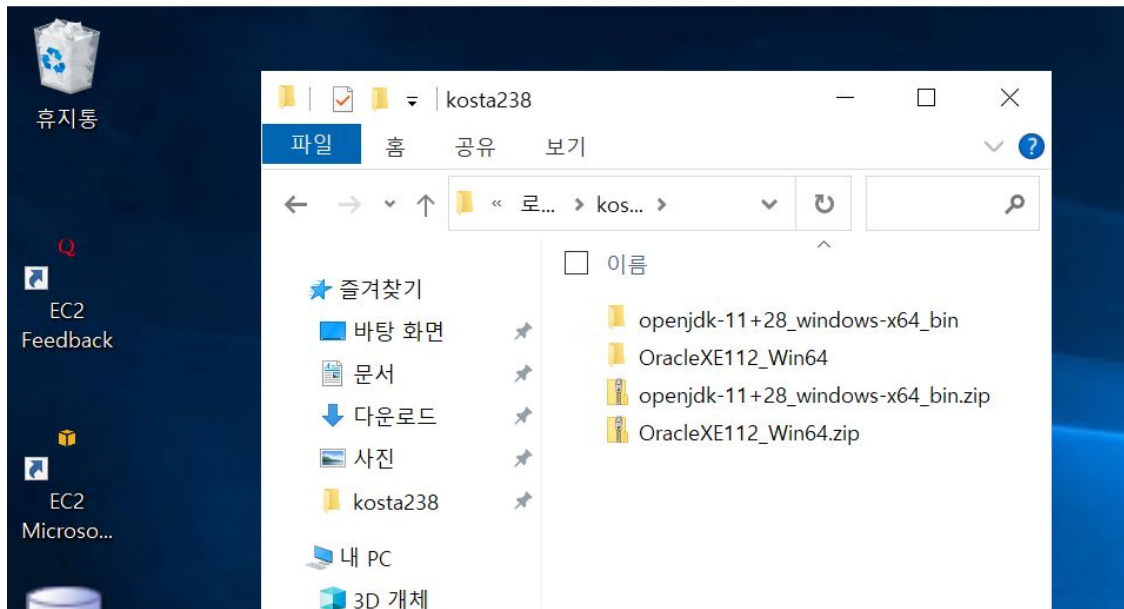 휴지통
EC2
Feedback
EC2
Microso...
kosta238
파일 홈 공유 보기
« 로... > kos... >
이름
즐겨찾기
바탕 화면
문서
다운로드
사진
kosta238
내 PC
3D 개체
openjdk-11+28_windows-x64_bin
OracleXE112_Win64
openjdk-11+28_windows-x64_bin.zip
OracleXE112_Win64.zip